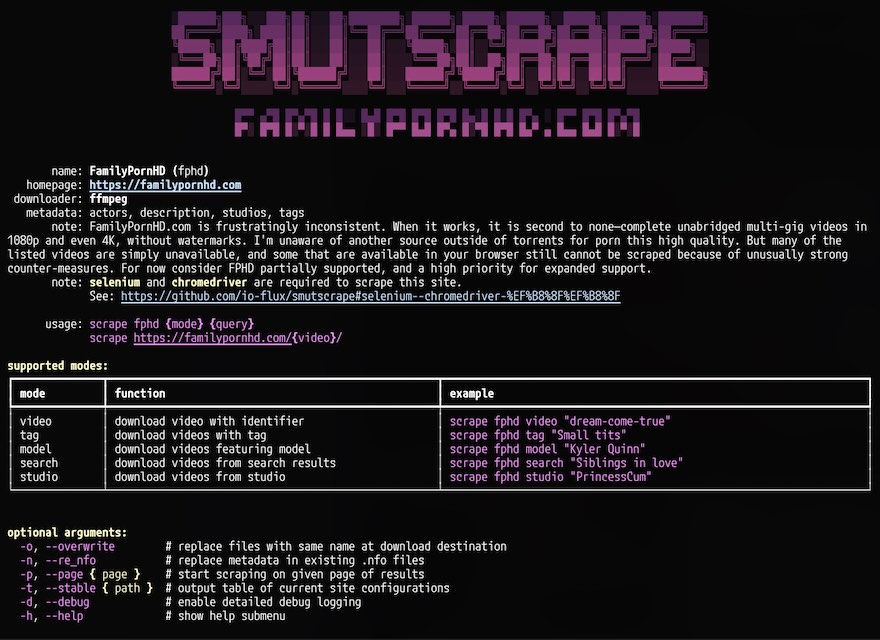 SMUTSCRAPE
FAMILYPORNHD.COM
name: FamilyPornHD (fphd)
homepage: https://familypornhd.com
downloader: ffmpeg
metadata: actors, description, studios, tags
note: FamilyPornHD.com is frustratingly inconsistent. When it works, it is second to none—complete unabridged multi-gig videos in
1080p and even 4K, without watermarks. I'm unaware of another source outside of torrents for porn this high quality. But many of the
listed videos are simply unavailable, and some that are available in your browser still cannot be scraped because of unusually strong
counter-measures. For now consider FPHD partially supported, and a high priority for expanded support.
note: selenium and chromedriver are required to scrape this site.
See: https://github.com/io-flux/smutscrape#selenium--chromedriver-%EF%B8%8F%EF%B8%8F
usage: scrape fphd {mode} {query}
scrape https://familypornhd.com/{video}/
supported modes:
mode function example
video download video with identifier scrape fphd video "dream-come-true"
tag download videos with tag scrape fphd tag "Small tits"
model download videos featuring model scrape fphd model "Kyler Quinn"
search download videos from search results scrape fphd search "Siblings in love"
studio download videos from studio scrape fphd studio "PrincessCum"
optional arguments:
-o, --overwrite # replace files with same name at download destination
-n, --re_nfo # replace metadata in existing .nfo files
-p, --page { page } # start scraping on given page of results
-t, --stable { path } # output table of current site configurations
-d, --debug # enable detailed debug logging
-h, --help # show help submenu